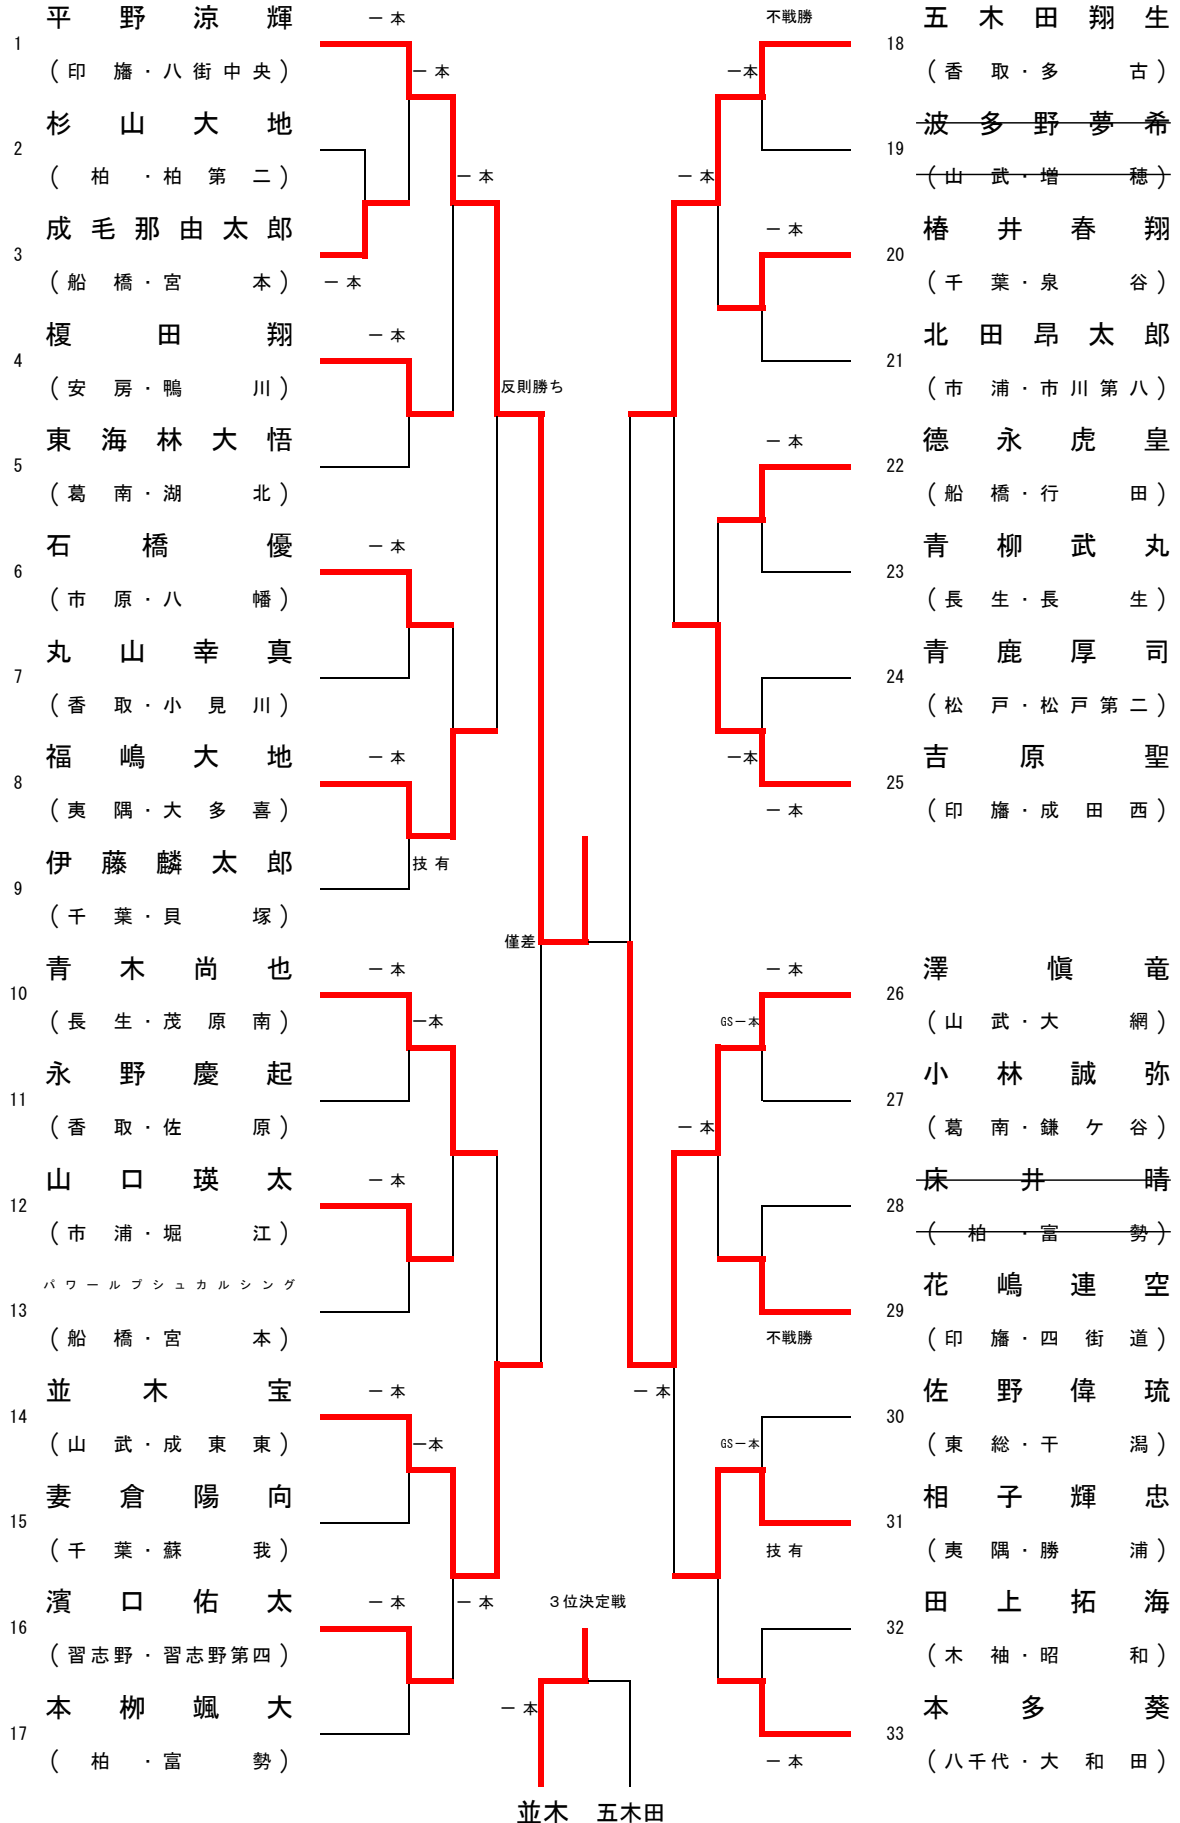 平野涼輝
一本
1
（印旛・八街中央）
一本
杉山大地
2
（柏・柏第二）
一本
成毛那由太郎
3
（船橋・宮本）
一本
榎田翔
一本
4
（安房・鴨川）
反則勝ち
東海林大悟
5
（葛南・湖北）
石橋優
一本
6
（市原・八幡）
丸山幸真
7
（香取・小見川）
福嶋大地
一本
8
（夷隅・大多喜）
伊藤麟太郎
技有
9
（千葉・貝塚）
僅差
青木尚也
一本
10
（長生・茂原南）
一本
永野慶起
11
（香取・佐原）
山口瑛太
一本
12
（市浦・堀江）
パワールプシュカルシング
13
（船橋・宮本）
並木宝
一本
14
（山武・成東東）
一本
妻倉陽向
15
（千葉・蘇我）
濱口佑太
一本
一本
16
（習志野・習志野第四）
本栁颯大
17
（柏・富勢）
不戦勝
五木田翔生
18
一本
（香取・多古）
波多野夢希
19
一本
（山武・増穂）
一本
椿井春翔
20
（千葉・泉谷）
北田昂太郎
21
（市浦・市川第八）
一本
德永虎皇
22
（船橋・行田）
青柳武丸
23
（長生・長生）
青鹿厚司
24
（松戸・松戸第二）
一本
吉原聖
25
一本
（印旛・成田西）
一本
澤愼竜
26
GS一本
（山武・大網）
小林誠弥
27
一本
（葛南・鎌ケ谷）
床井晴
28
（柏・富勢）
花嶋連空
29
不戦勝
（印旛・四街道）
一本
佐野偉琉
30
GS一本
（東総・干潟）
相子輝忠
31
技有
（夷隅・勝浦）
田上拓海
32
（木袖・昭和）
本多葵
33
一本
（八千代・大和田）
３位決定戦
一本
並木 五木田